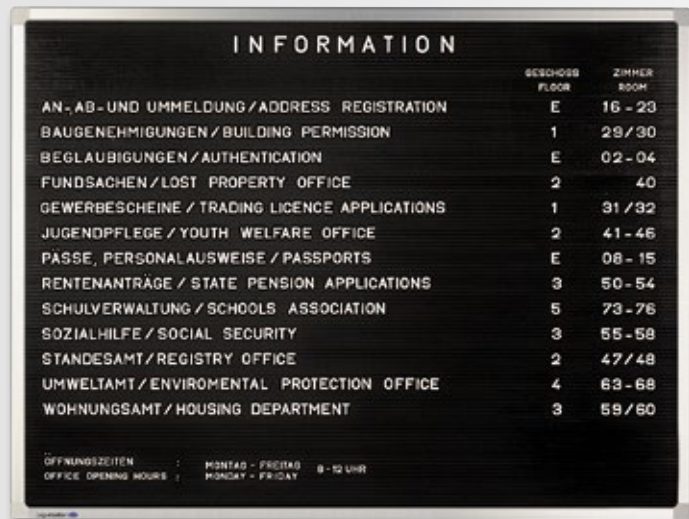 INFORMATION
GESCHOSS ZIMMER
FLOOR ROOM
AN-,AB-UND UMMELDUNG/ADDRESS REGISTRATION E 16-23
BAUGENEHMIGUNGEN/BUILDING PERMISSION 1 29/30
BEGLAUBIGUNGEN/AUTHENTICATION E 02-04
FUNDSACHEN/LOST PROPERTY OFFICE 2 40
GEWERBESCHEINE/TRADING LICENCE APPLICATIONS 1 31/32
JUGENDPFLEGE/YOUTH WELFARE OFFICE 2 41-46
PÄSSE, PERSONALAUSWEISE/PASSPORTS E 08-15
RENTENANTRÄGE/STATE PENSION APPLICATIONS 3 50-54
SCHULVERWALTUNG/SCHOOLS ASSOCIATION 5 73-76
SOZIALHILFE/SOCIAL SECURITY 3 55-58
STANDESAMT/REGISTRY OFFICE 2 47/48
UMWELTAMT/ENVIROMENTAL PROTECTION OFFICE 4 63-68
WOHNUNGSAMT/HOUSING DEPARTMENT 3 59/60
ÖFFNUNGSZEITEN : MONTAG - FREITAG 8-12 UHR
OFFICE OPENING HOURS : MONDAY - FRIDAY